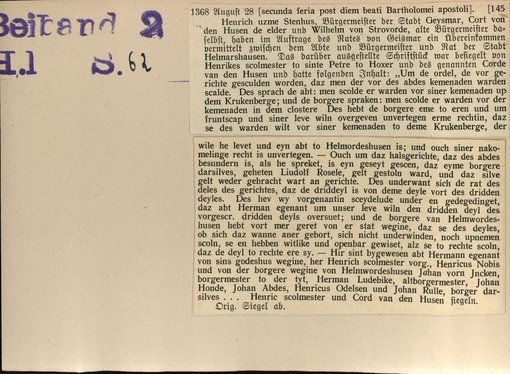 Beistand 2
H.l S. 62
1368 August 28 [secunda feria post diem beati Bartholomei apostoli]. [145
Henrich uzme Stenhus, Bürgermeister der Stadt Geysmar, Cort von
den Husen de elder und Wilhelm von Strovorde, alte Bürgermeister da-
selbst, haben im Auftrage des Rates von Geismar ein Übereinkommen
vermittelt zwischen dem Abte und Bürgermeister und Rat der Stadt
Helmarshausen. Das darüber ausgestellte Schriftstück war besiegelt von
Henrikes scolmester to sinte Petre to Hoxer und des genannten Corde
van den Husen und hatte folgenden Inhalt: „Um de ordel, de vor ge-
richte gesculden worden, daz men der vor des abdes kemenaden warden
scalde. Des sprach de abt: men scolde er warden vor siner kemenaden up
dem Krukenberge; und de borgere spraken: men scolde er warden vor der
kemenaden in dem clostere Des hebt de borgere eme to eren und um
fruntscap und siner leve wiln overgeven unvertegen erme rechtin, daz
se des warden wilt vor siner kemenaden to deme Krukenberge, der
wile he levet und eyn abt to Helmordeshusen is; und ouch siner nako-
melinge recht is unvertegen. — Ouch um daz halsgerichte, daz des abdes
besundern is, als he spreket, is eyn geseyt gescen, daz eyme borgere
darsilves, geheten Liudolf Rosele, gelt gestoln ward, und daz silve
gelt weder gebracht wart an gerichte. Des underwant sich de rat des
deles des gerichtes, daz de driddeyl is von deme deyle vort des dridden
deyles. Des hev wy vorgenantin sceydelude under en gedegedinget,
daz abt Herman egenant um unser leve wiln den dridden deyl des
vorgescr. dridden deyls oversuet; und de borgere van Helmwordes-
husen hebt vort mer geret von er stat wegine, daz se des deyles,
ob sich daz wanne aner gebort, sich nicht underwinden, noch upnemen
scoln, se en hebben witlike und openbar gewiset, alz se to rechte scoln,
daz de deyl to rechte ere sy. — Hir sint bygewesen abt Hermann egenant
von sins godeshus wegine, her Henrich scolmester vorg., Henricus Nobis
und von der borgere wegine von Helmwordeshusen Johan vorn Jncken,
borgermester to der tyt, Herman Ludebike, altborgermester, Johan
Honde, Johan Abdes, Henricus Odelsen und Johan Rulle, borger dar-
silves . . . Henric scolmester und Cord van den Husen siegeln.
Orig. Siegel ab.